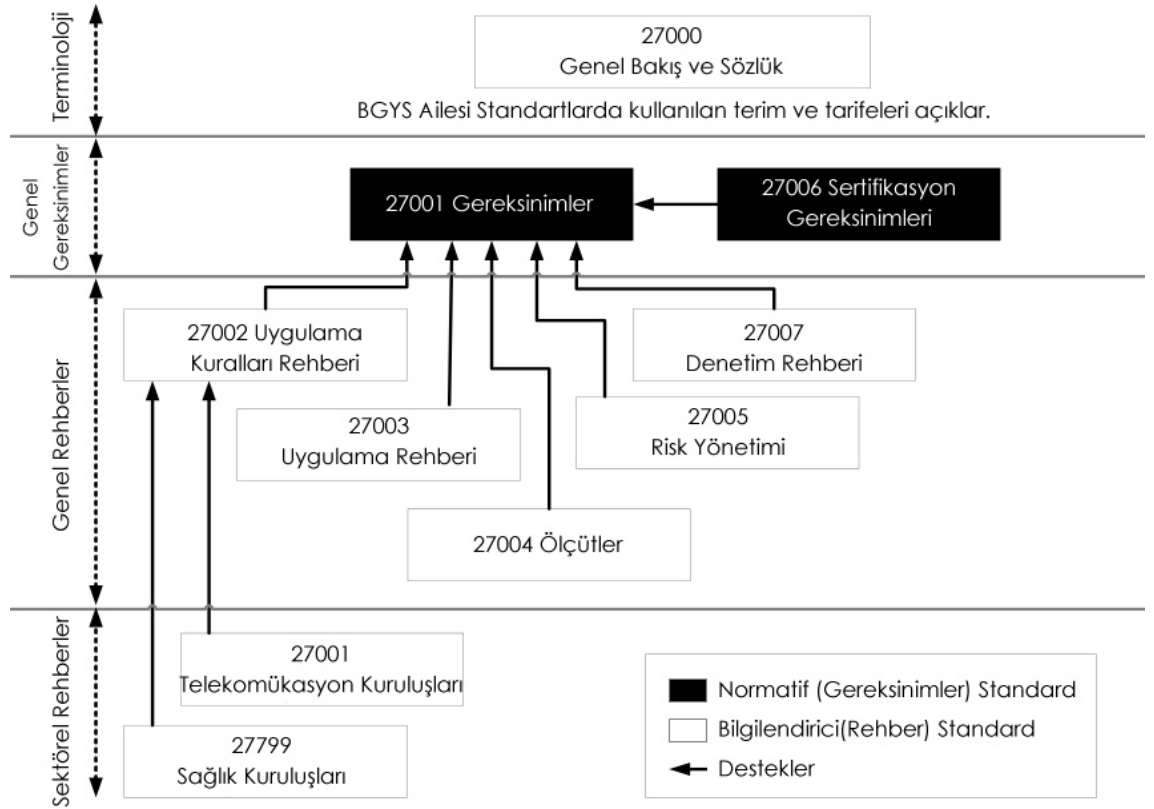 Terminoloji
27000
Genel Bakış ve Sözlük
BGYS Ailesi Standartlarda kullanılan terim ve tarifeleri açıklar.
Genel
Gereksinimler
27001 Gereksinimler
27006 Sertifikasyon
Gereksinimleri
Genel Rehberler
27002 Uygulama
Kuralları Rehberi
27007
Denetim Rehberi
27003
Uygulama Rehberi
27005
Risk Yönetimi
27004 Ölçütler
Sektörel Rehberler
27001
Telekomükasyon Kuruluşları
27799
Sağlık Kuruluşları
Normatif (Gereksinimler) Standard
Bilgilendirici(Rehber) Standard
Destekler